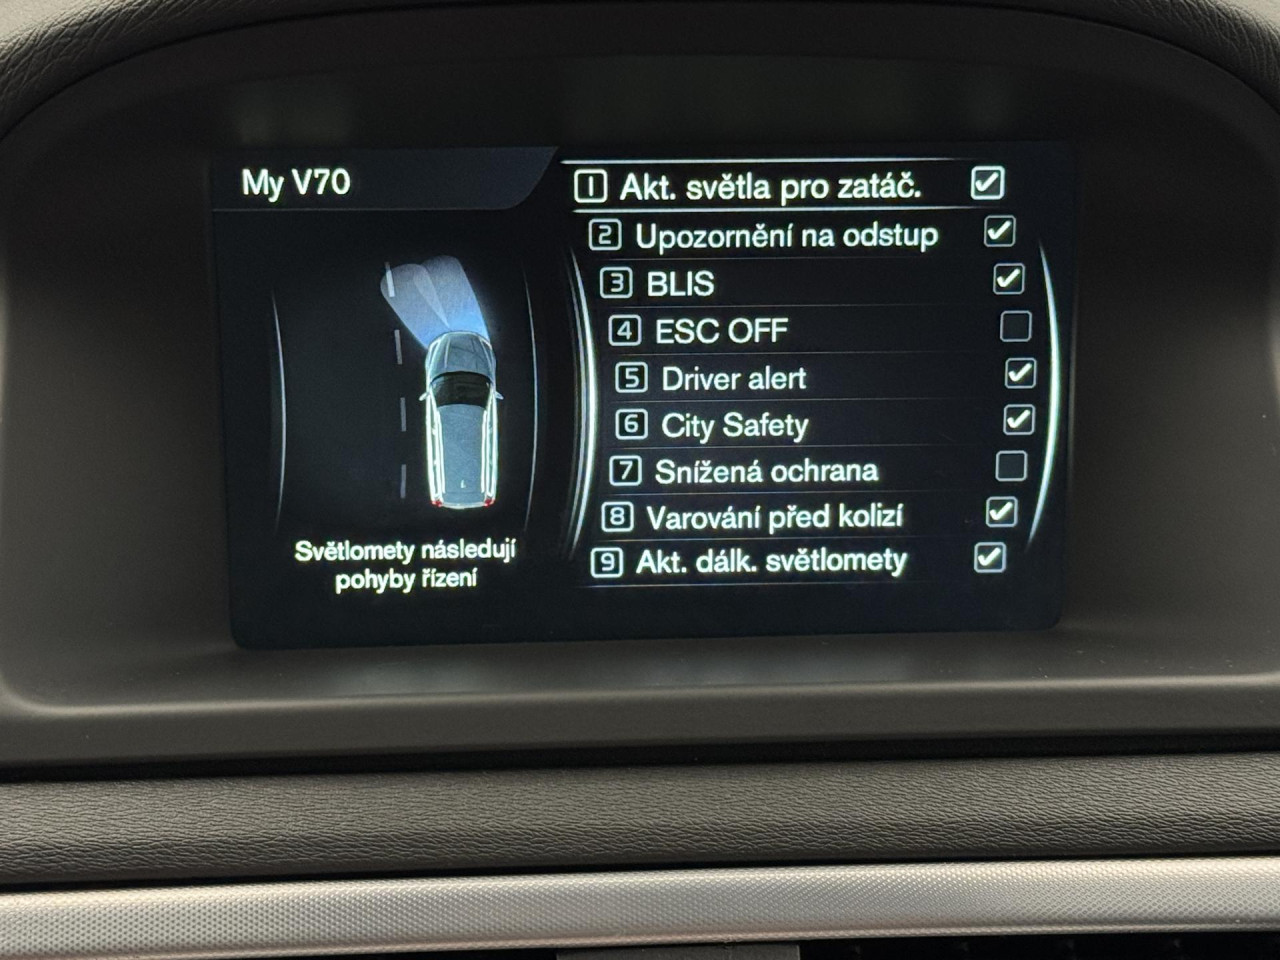 My V70
1 Akt. světla pro zatáč.
2 Upozornění na odstup
3 BLIS
4 ESC OFF
5 Driver alert
6 City Safety
7 Snížená ochrana
8 Varování před kolizí
9 Akt. dálk. světlomety
Světlomety následují
pohyby řízení